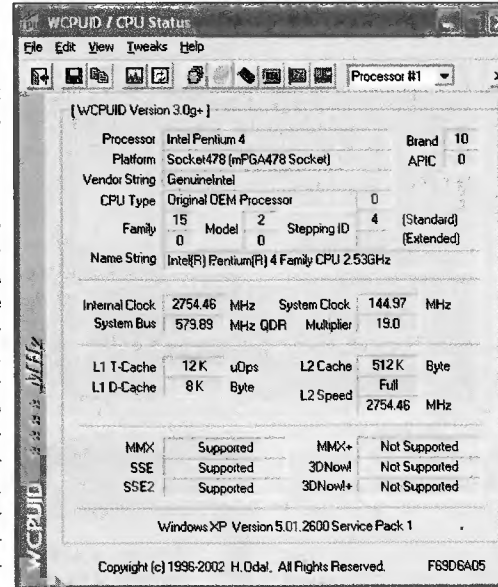 WCPUID / CPU Status
File Edit View Tweaks Help
Processor #1
[ WCPUID Version 3.0g+ ]
Processor Intel Pentium 4 Brand 10
Platform Socket478 (mPGA478 Socket) APIC 0
Vendor String GenuineIntel
CPU Type Original OEM Processor 0
Family 15 Model 2 Stepping ID 4 (Standard)
0 0 (Extended)
Name String Intel(R) Pentium(R) 4 Family CPU 2.53GHz
Internal Clock 2754.46 MHz System Clock 144.97 MHz
System Bus 579.89 MHz QDR Multiplier 19.0
L1 T-Cache 12 K uOps L2 Cache 512 K Byte
L1 D-Cache 8 K Byte L2 Speed Full
2754.46 MHz
MMX Supported MMX+ Not Supported
SSE Supported 3DNow! Not Supported
SSE2 Supported 3DNow!+ Not Supported
Windows XP Version 5.01.2600 Service Pack 1
Copyright (c) 1996-2002 H.Oda!, All Rights Reserved. F69D6A05
WCPUID